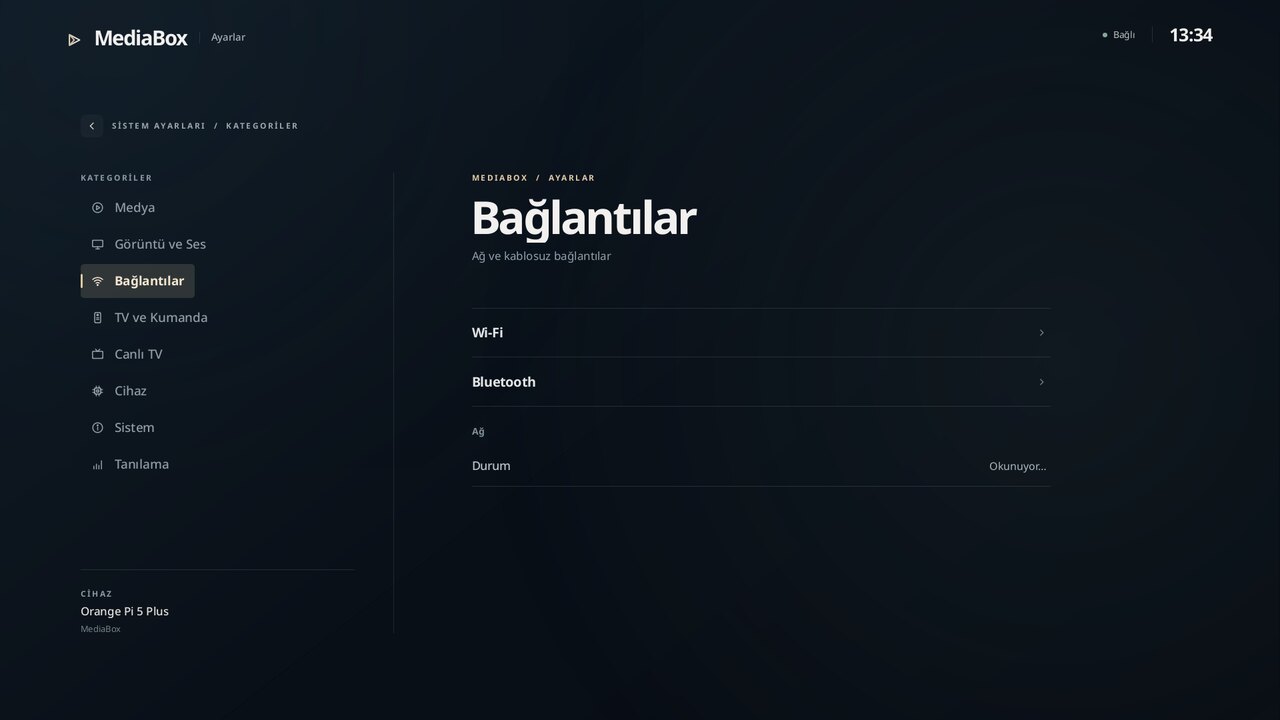 MediaBox
Ayarlar
Bağlı
13:34
SİSTEM AYARLARI / KATEGORİLER
KATEGORİLER
Medya
Görüntü ve Ses
Bağlantılar
TV ve Kumanda
Canlı TV
Cihaz
Sistem
Tanılama
CİHAZ
Orange Pi 5 Plus
MediaBox
MEDIABOX / AYARLAR
Bağlantılar
Ağ ve kablosuz bağlantılar
Wi-Fi
Bluetooth
Ağ
Durum
Okunuyor...